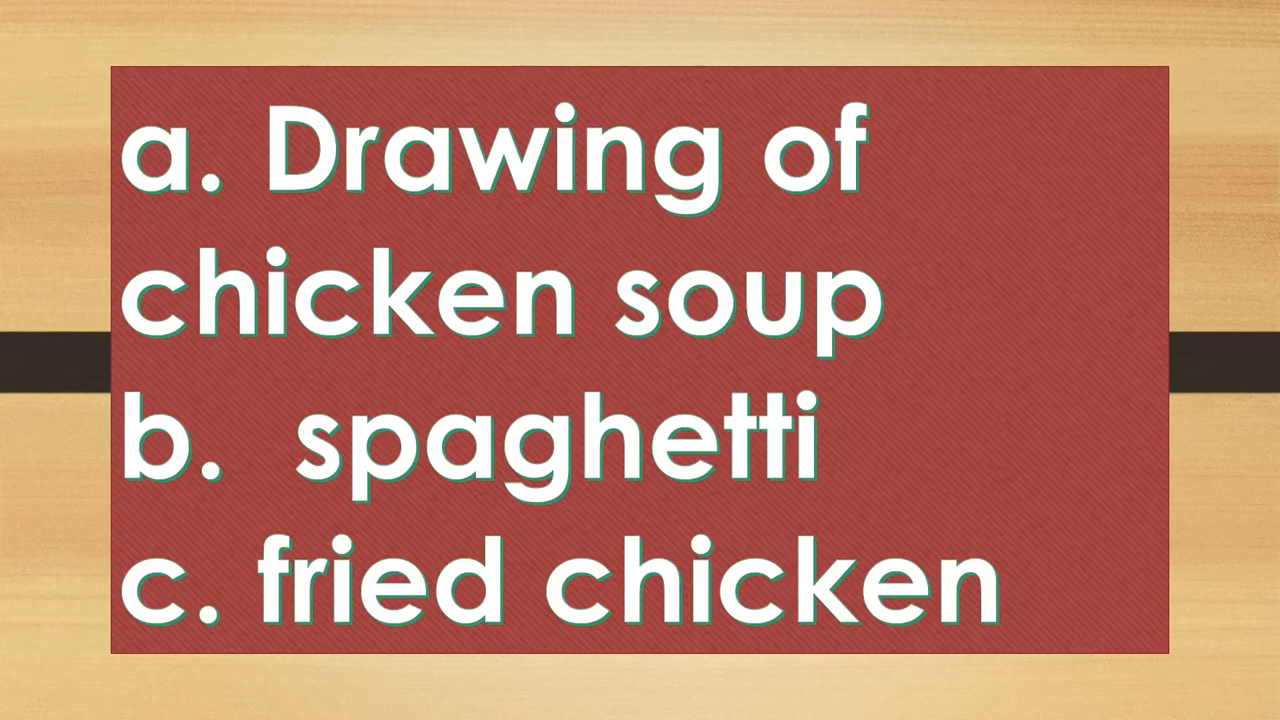 a. Drawing of
chicken soup
b.  spaghetti
c. fried chicken